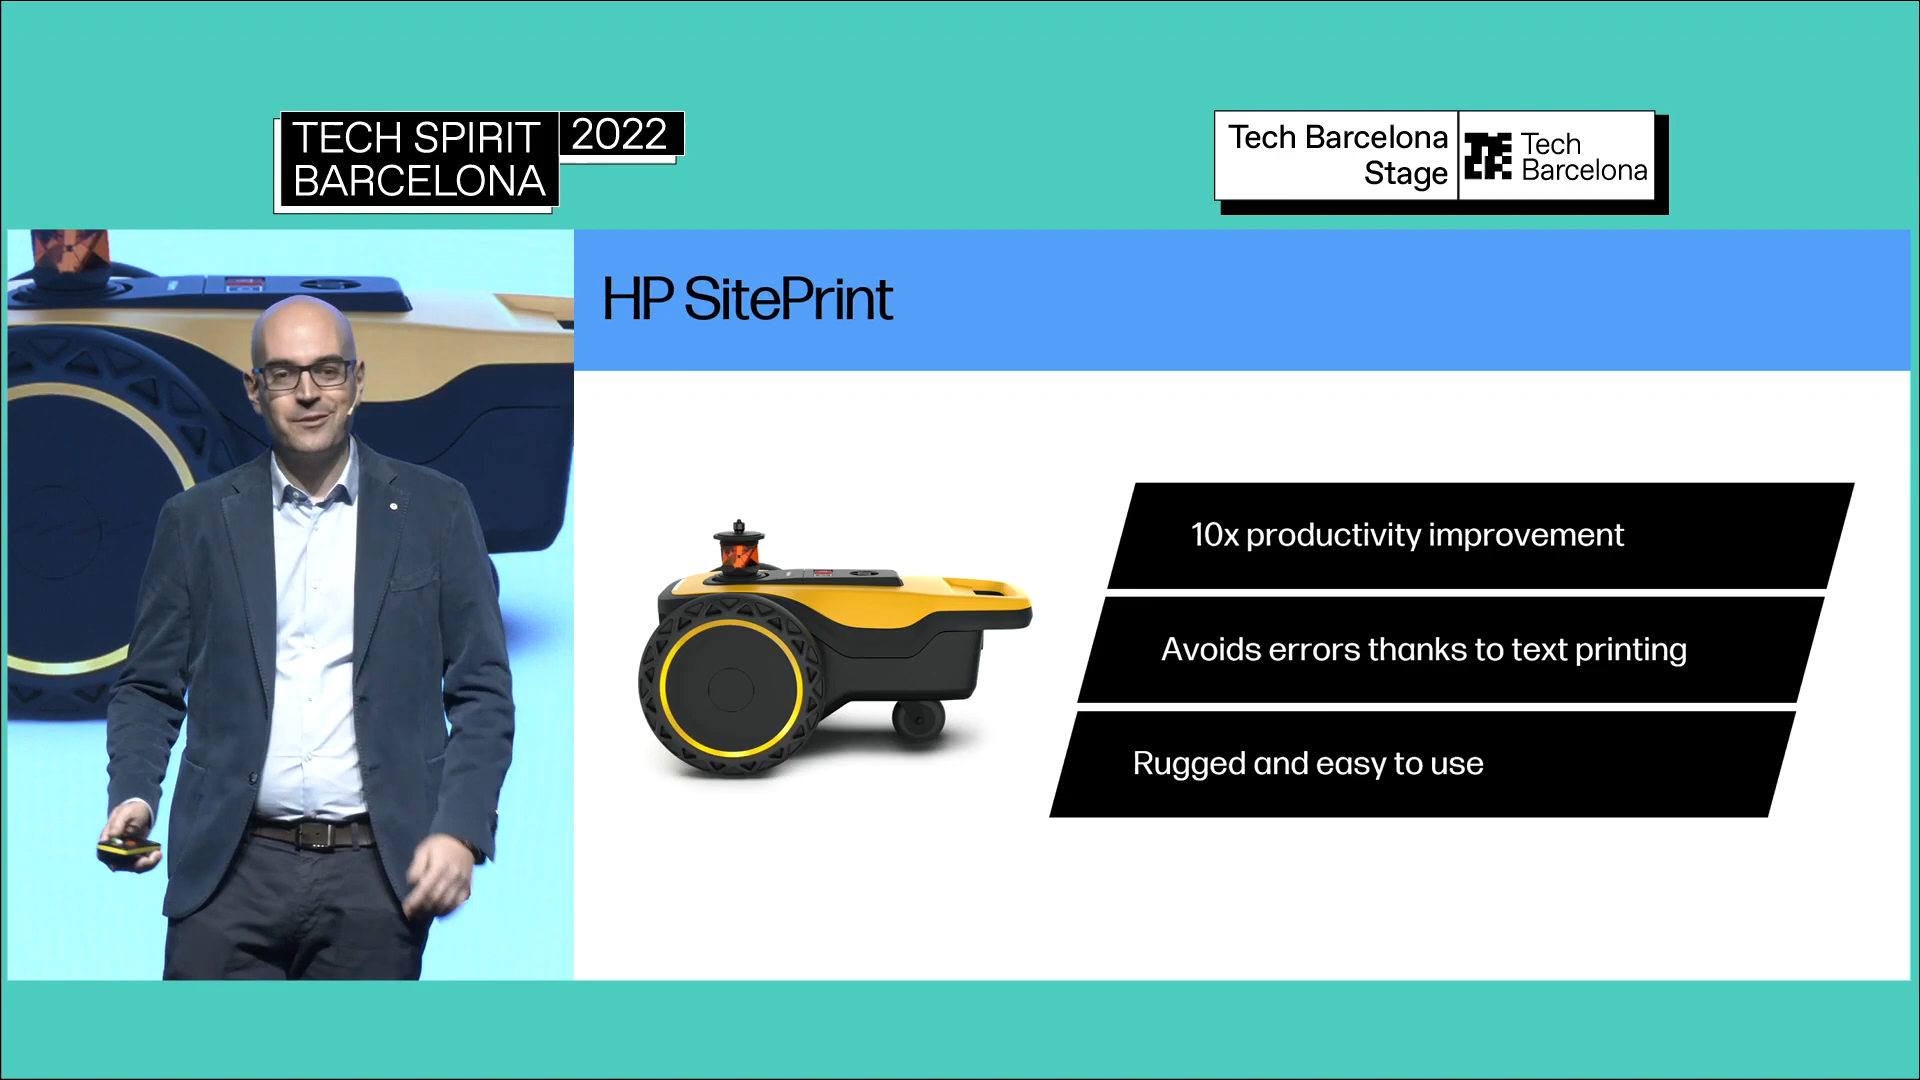 TECH SPIRIT
BARCELONA
2022
Tech Barcelona
Stage
Tech
Barcelona
HP SitePrint
10x productivity improvement
Avoids errors thanks to text printing
Rugged and easy to use